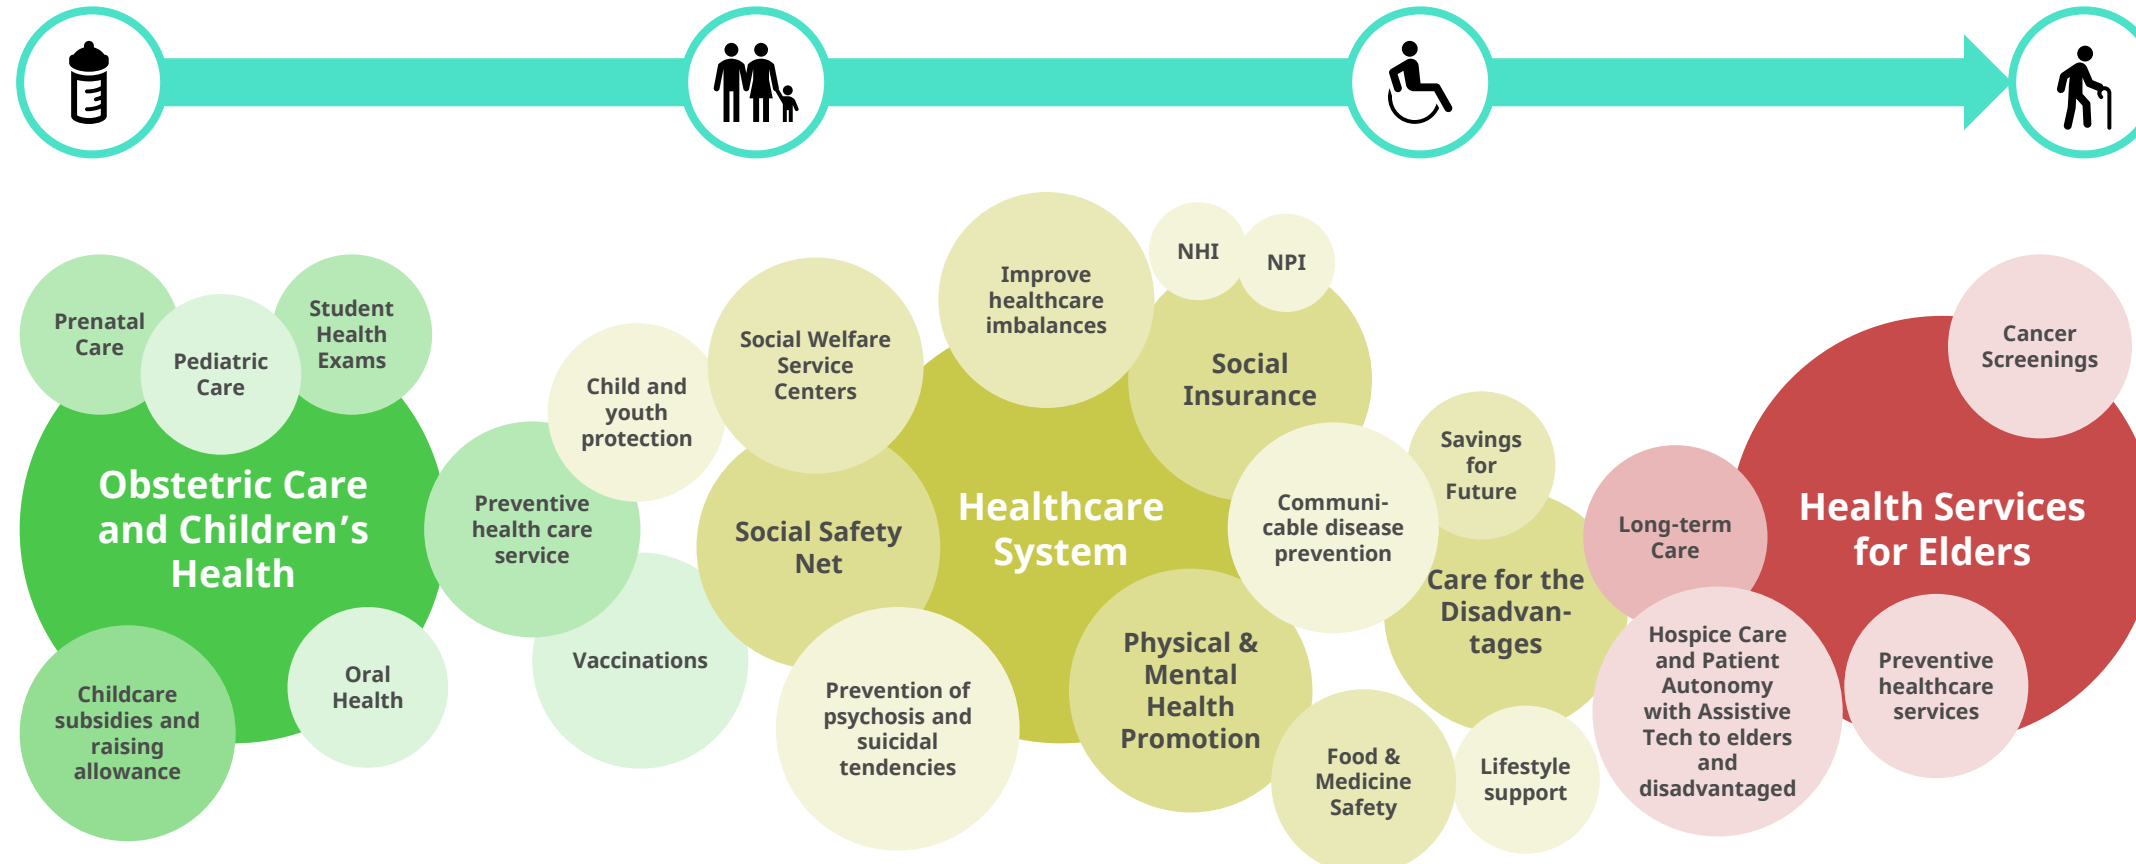 Prenatal
Care
Pediatric
Care
Student
Health
Exams
Obstetric Care
and Children’s
Health
Childcare
subsidies and
raising
allowance
Oral
Health
Preventive
health care
service
Child and
youth
protection
Vaccinations
Social Welfare
Service
Centers
Social Safety
Net
Prevention of
psychosis and
suicidal
tendencies
Improve
healthcare
imbalances
Healthcare
System
NHI
NPI
Social
Insurance
Communi-
cable disease
prevention
Physical &
Mental
Health
Promotion
Savings
for
Future
Care for the
Disadvan-
tages
Food &
Medicine
Safety
Lifestyle
support
Long-term
Care
Hospice Care
and Patient
Autonomy
with Assistive
Tech to elders
and
disadvantaged
Cancer
Screenings
Health Services
for Elders
Preventive
healthcare
services